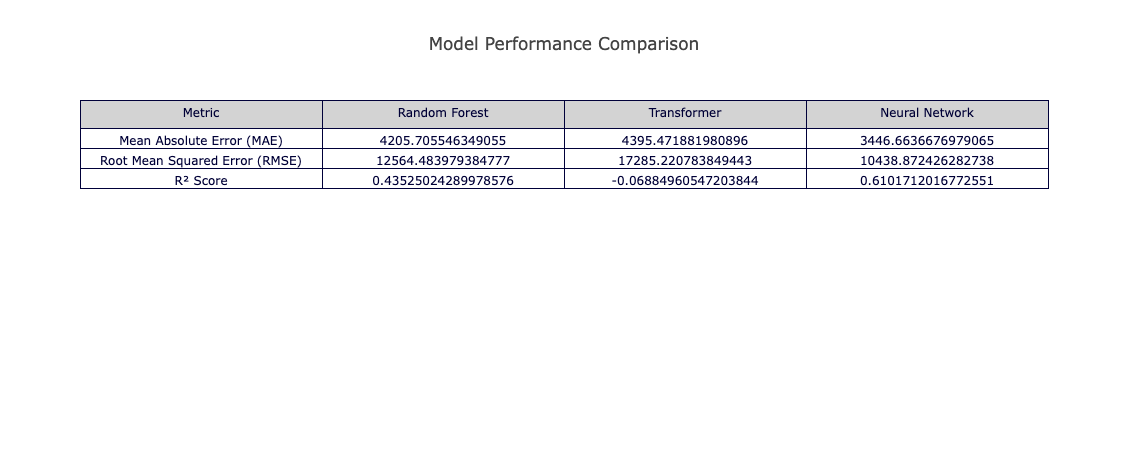 Model Performance Comparison
Metric Random Forest Transformer Neural Network
Mean Absolute Error (MAE) 4205.705546349055 4395.471881980896 3446.6636676979065
Root Mean Squared Error (RMSE) 12564.483979384777 17285.220783849443 10438.872426282738
R² Score 0.43525024289978576 -0.06884960547203844 0.6101712016772551